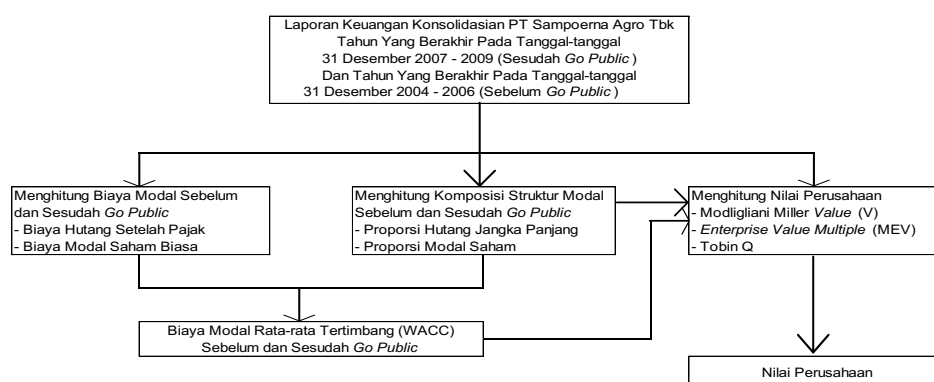 Laporan Keuangan Konsolidasian PT Sampoerna Agro Tbk
Tahun Yang Berakhir Pada Tanggal-tanggal
31 Desember 2007 - 2009 (Sesudah Go Public)
Dan Tahun Yang Berakhir Pada Tanggal-tanggal
31 Desember 2004 - 2006 (Sebelum Go Public)
Menghitung Biaya Modal Sebelum
dan Sesudah Go Public
- Biaya Hutang Setelah Pajak
- Biaya Modal Saham Biasa
Menghitung Komposisi Struktur Modal
Sebelum dan Sesudah Go Public
- Proporsi Hutang Jangka Panjang
- Proporsi Modal Saham
Menghitung Nilai Perusahaan
- Modligliani Miller Value (V)
- Enterprise Value Multiple (MEV)
- Tobin Q
Biaya Modal Rata-rata Tertimbang (WACC)
Sebelum dan Sesudah Go Public
Nilai Perusahaan